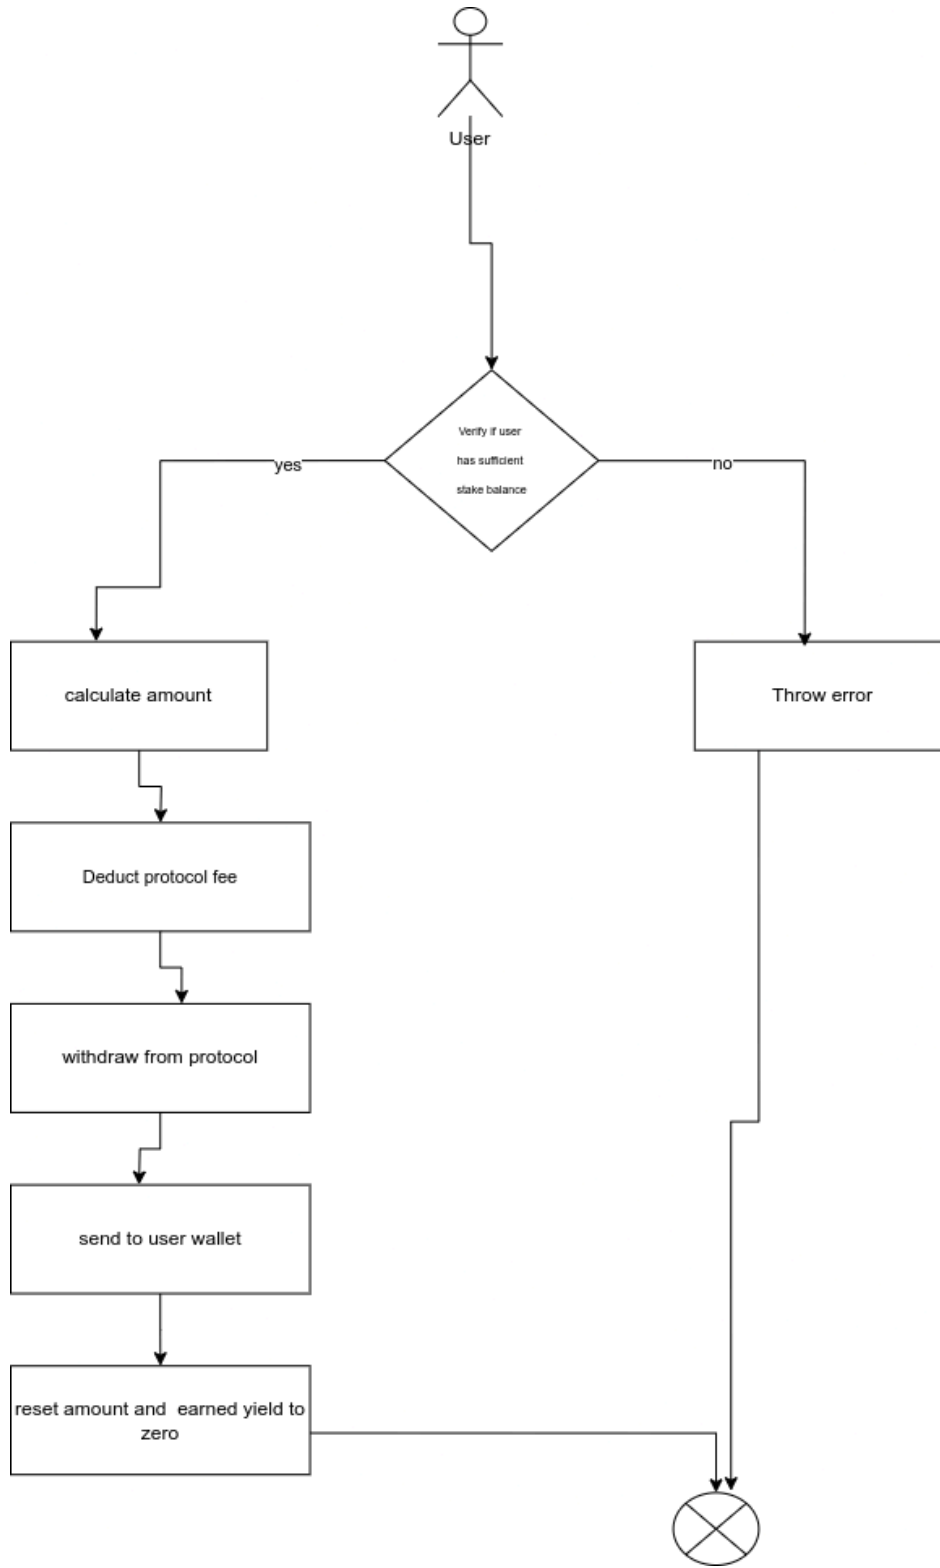 User
Verify if user
has sufficient
stake balance
yes
no
calculate amount
Throw error
Deduct protocol fee
withdraw from protocol
send to user wallet
reset amount and  earned yield to
zero